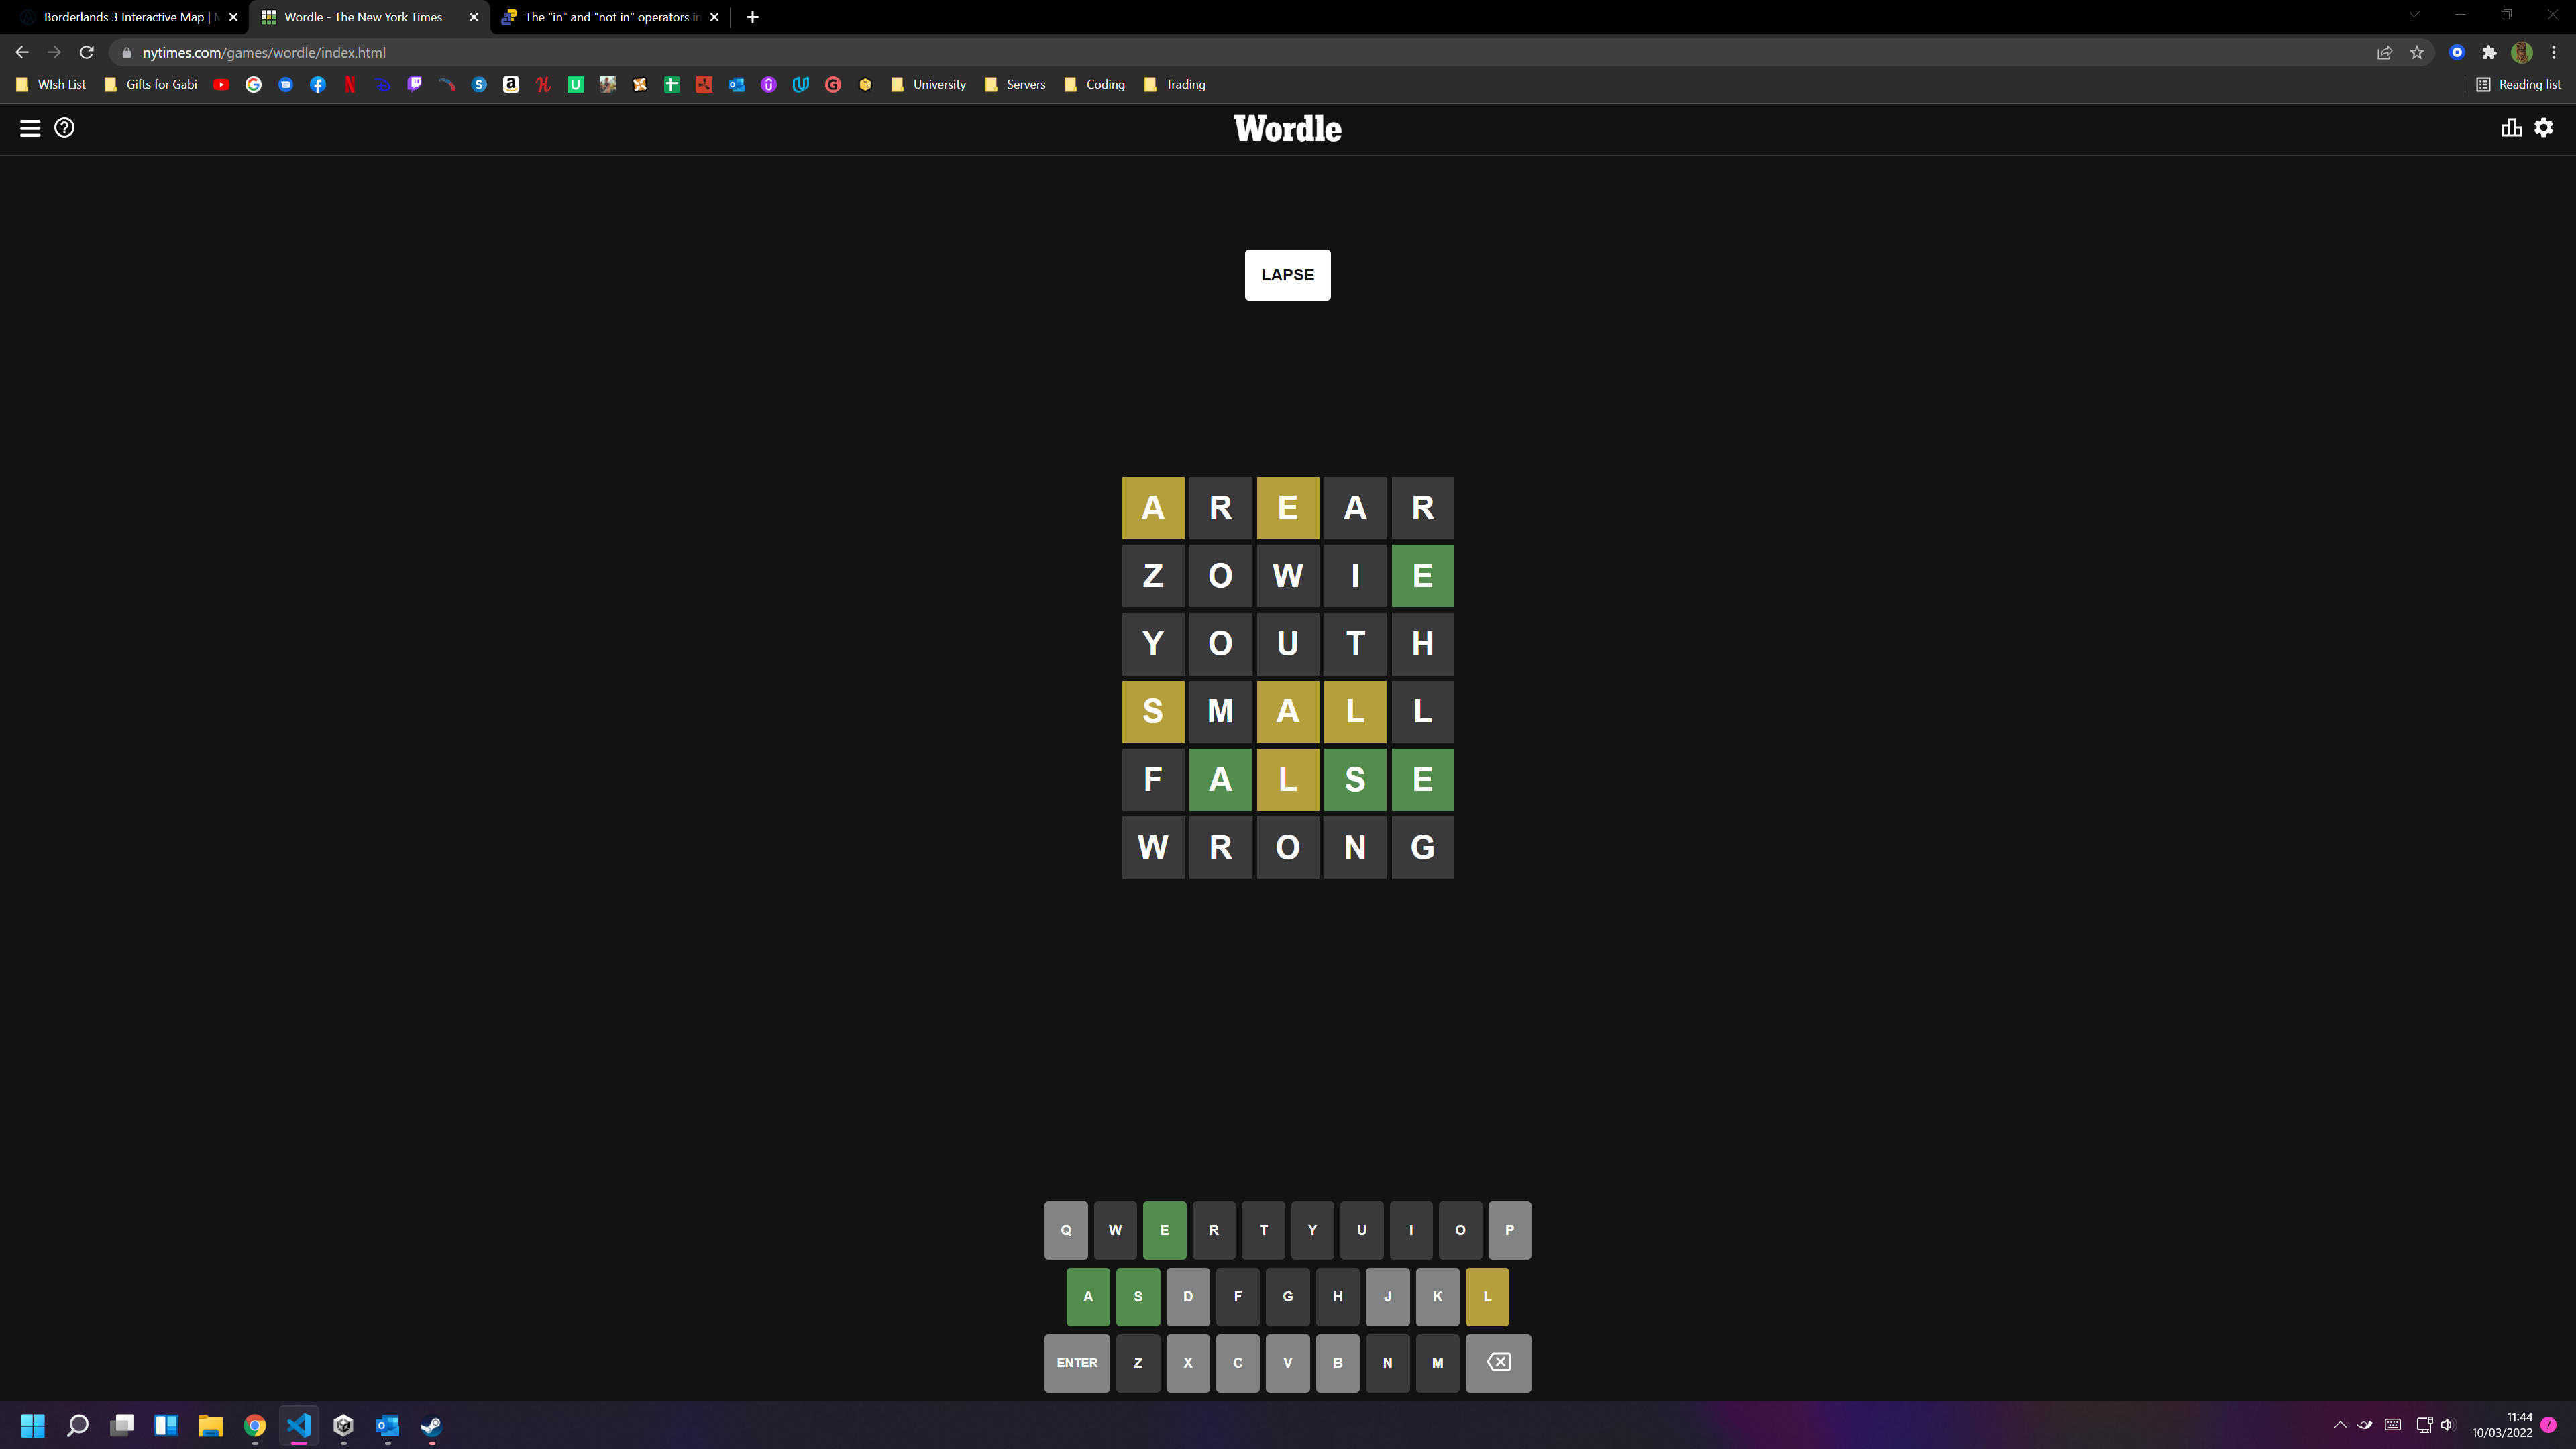 Borderlands 3 Interactive Map | Wordle - The New York Times The "in" and "not in" operators in
nytimes.com/games/wordle/index.html
WIsh List Gifts for Gabi University Servers Coding Trading Reading list
Wordle
LAPSE
A R E A R
Z O W I E
Y O U T H
S M A L L
F A L S E
W R O N G
Q W E R T Y U I O P
A S D F G H J K L
ENTER Z X C V B N M
11:44
10/03/2022 7